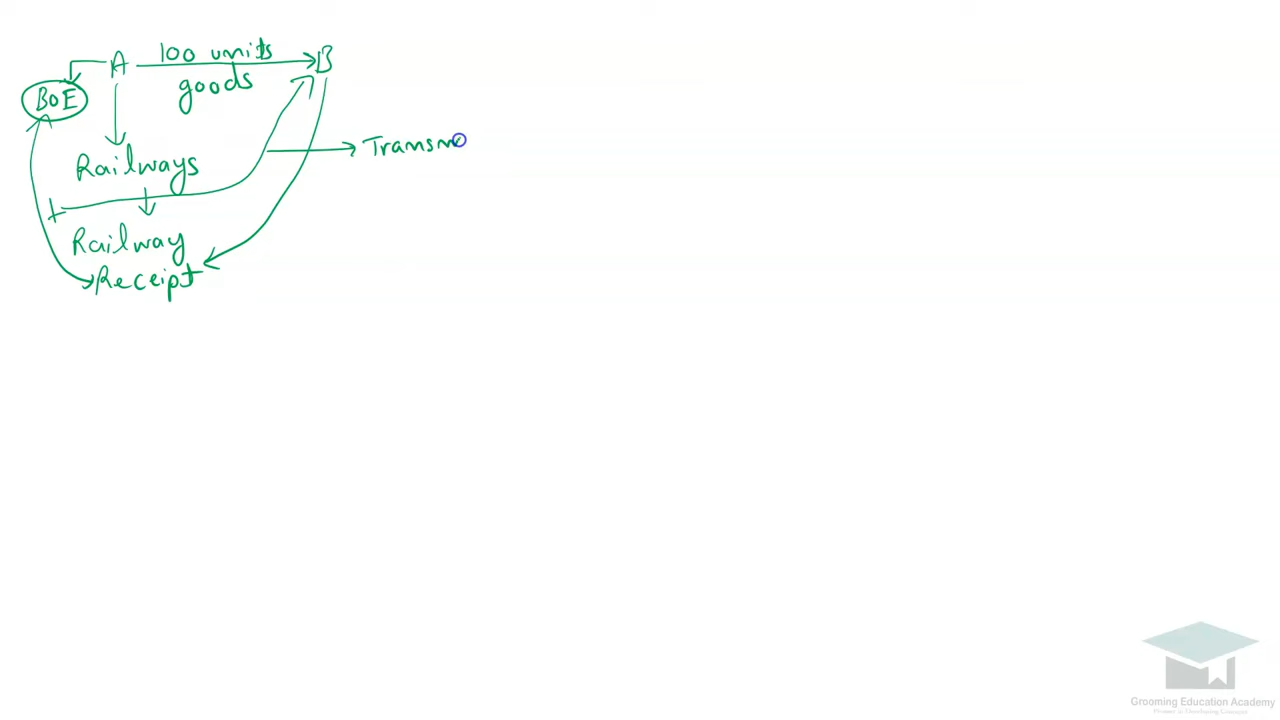 A 100 units B
goods
BOE
Transm
Railways
Railway
Receipt
Grooming Education Academy